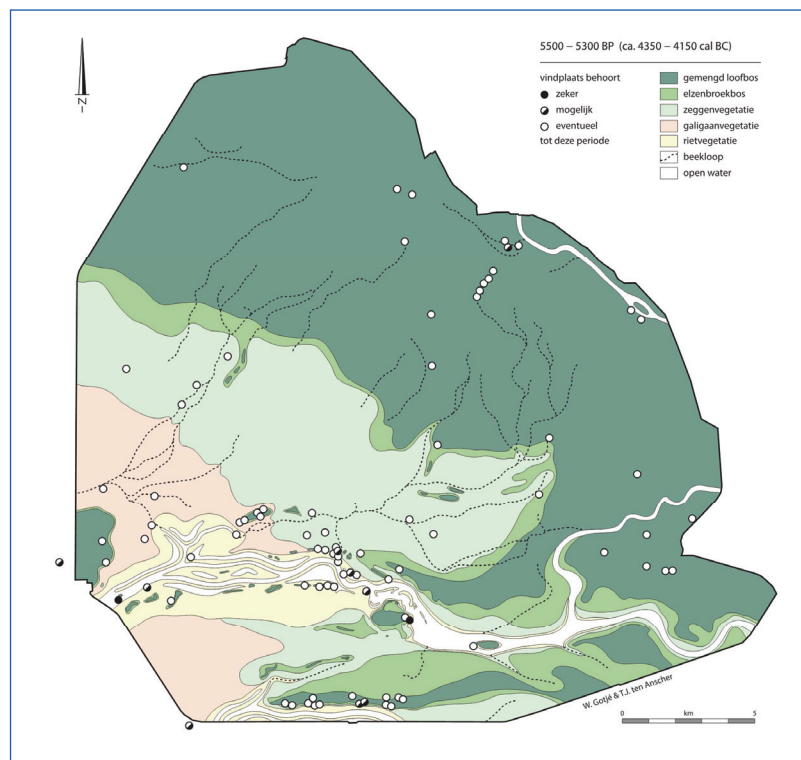 5500 – 5300 BP (ca. 4350 – 4150 cal BC)
vindplaats behoort
zeker
mogelijk
eventueel
tot deze periode
gemengd loofbos
elzenbroekbos
zeggenvegetatie
galigaanvegetatie
rietvegetatie
beekloop
open water
N
W. Gotjé & T.J. ten Anscher
0 km 5